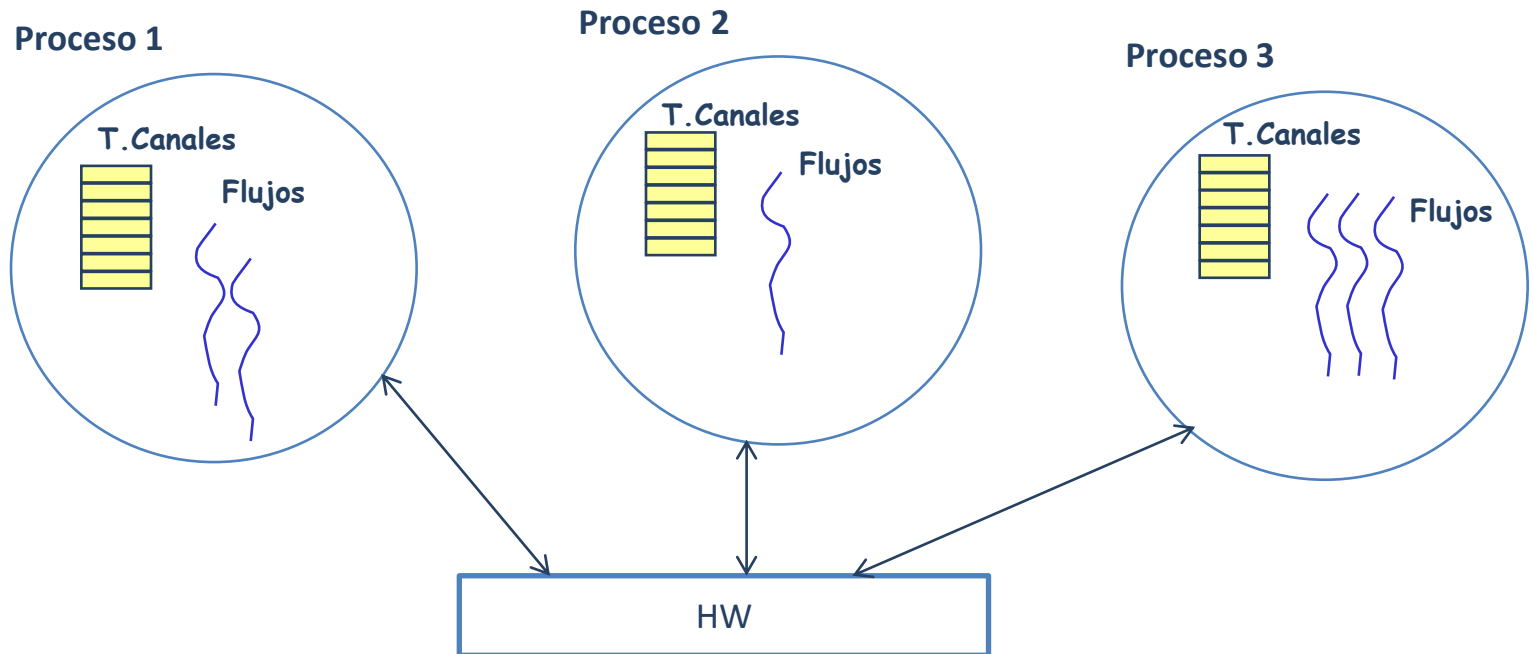 Proceso 1
T.Canales
Flujos
Proceso 2
T.Canales
Flujos
Proceso 3
T.Canales
Flujos
HW